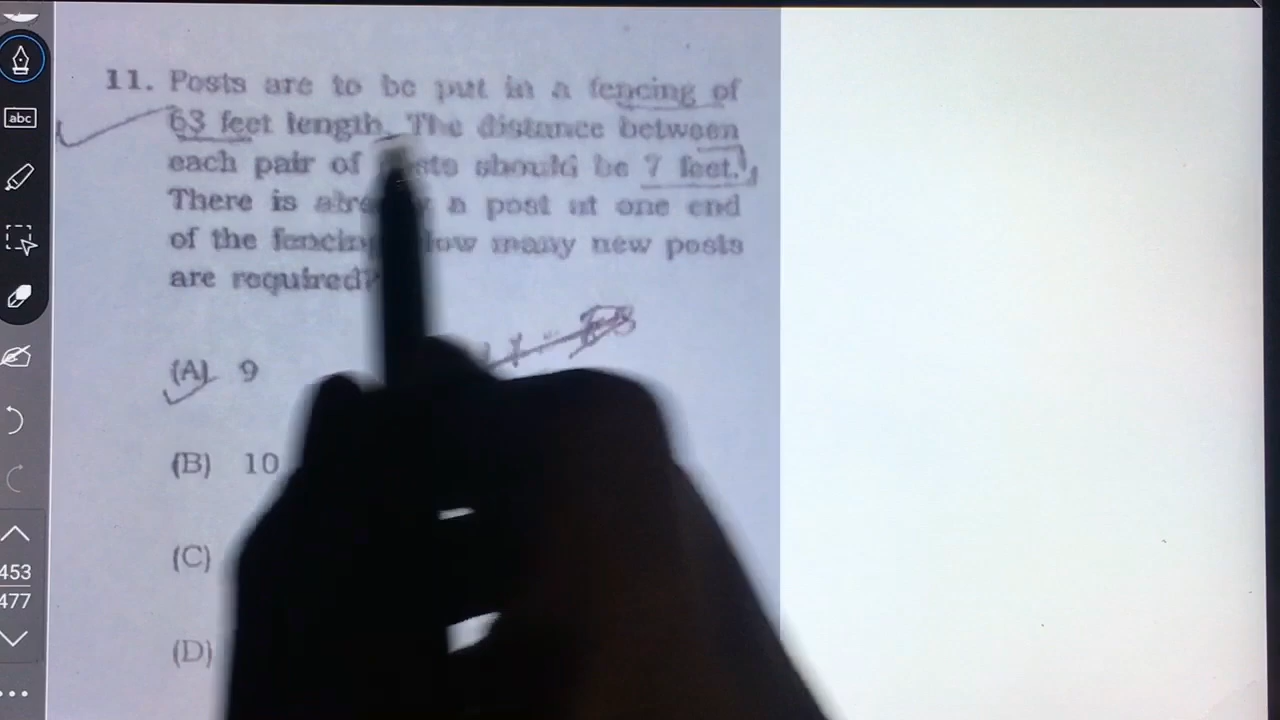 11. Posts are to be put in a fencing of
63 feet length. The distance between
each pair of should be 7 feet.
There is a post at one end
of the many new posts
are required?
(A) 9
(B) 10
(C)
(D)
abc
453
477